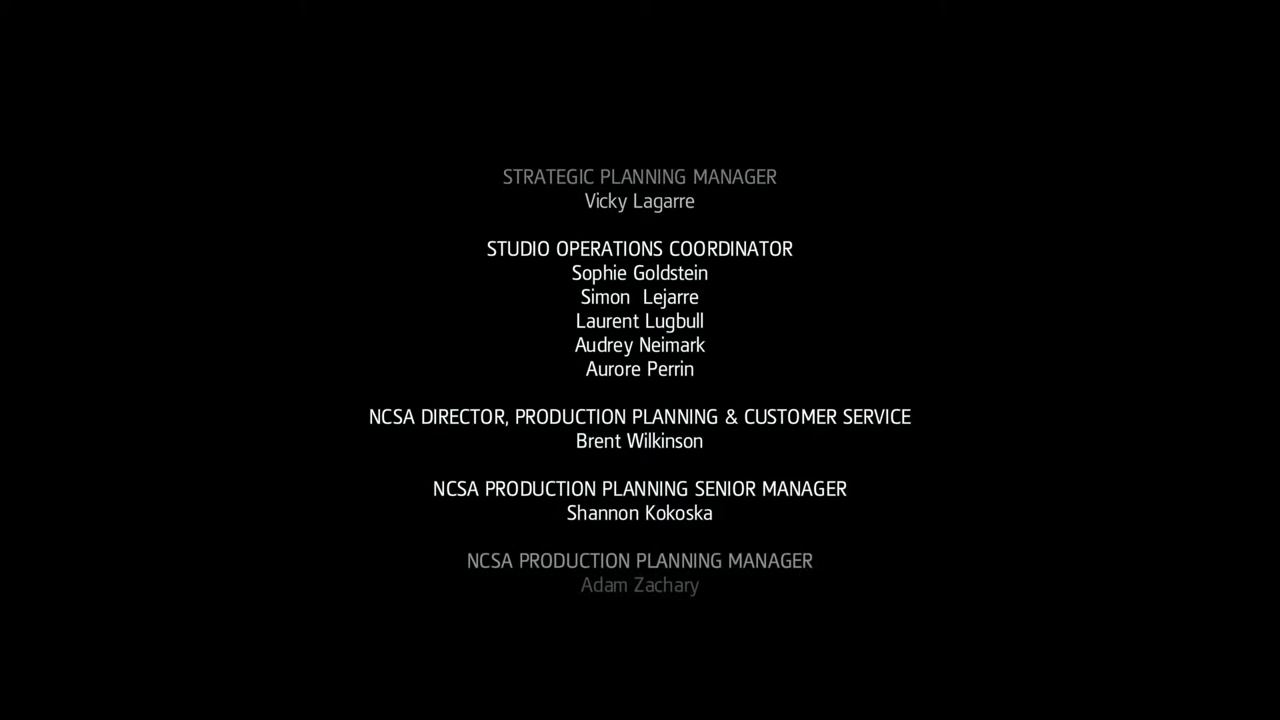 STRATEGIC PLANNING MANAGER
Vicky Lagarre
STUDIO OPERATIONS COORDINATOR
Sophie Goldstein
Simon  Lejarre
Laurent Lugbull
Audrey Neimark
Aurore Perrin
NCSA DIRECTOR, PRODUCTION PLANNING & CUSTOMER SERVICE
Brent Wilkinson
NCSA PRODUCTION PLANNING SENIOR MANAGER
Shannon Kokoska
NCSA PRODUCTION PLANNING MANAGER
Adam Zachary